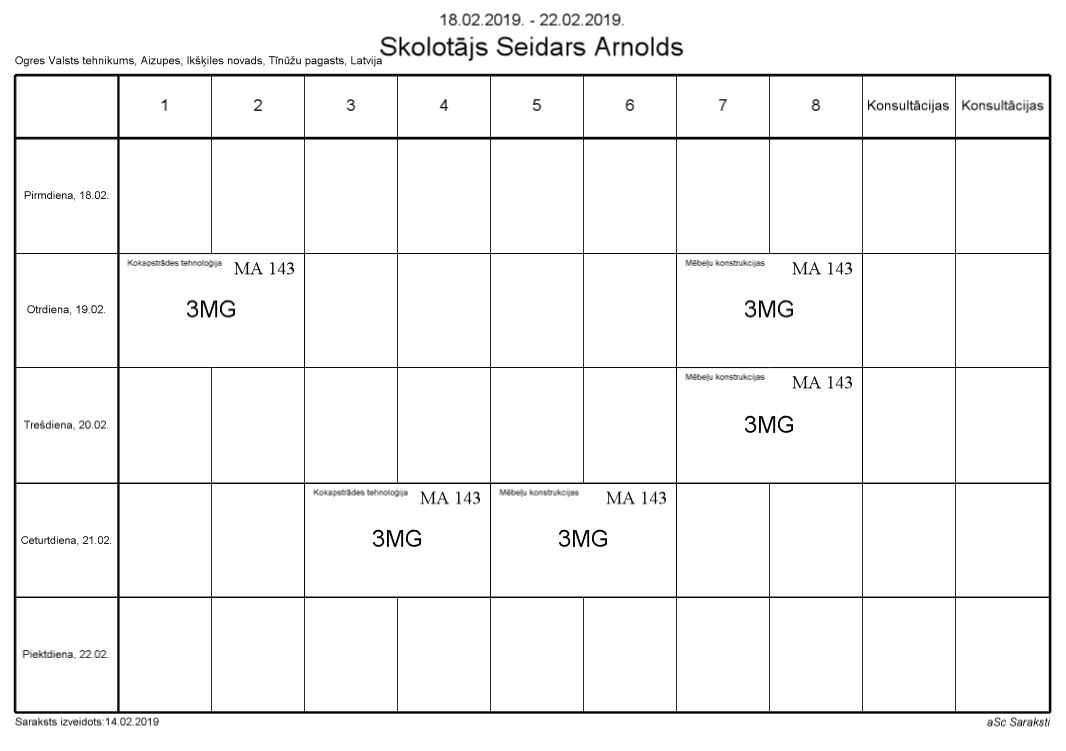 18.02.2019. - 22.02.2019.
Skolotājs Seidars Arnolds
Ogres Valsts tehnikums, Aizupes, Ikšķiles novads, Tīnūžu pagasts, Latvija
1 2 3 4 5 6 7 8 Konsultācijas Konsultācijas
Pirmdiena, 18.02.
Kokapstrādes tehnoloģija MA 143 Mēbeļu konstrukcijas MA 143
Otrdiena, 19.02. 3MG 3MG
Mēbeļu konstrukcijas MA 143
Trešdiena, 20.02. 3MG
Kokapstrādes tehnoloģija MA 143 Mēbeļu konstrukcijas MA 143
Ceturtdiena, 21.02. 3MG 3MG
Piektdiena, 22.02.
Saraksts izveidots:14.02.2019 aSc Saraksti